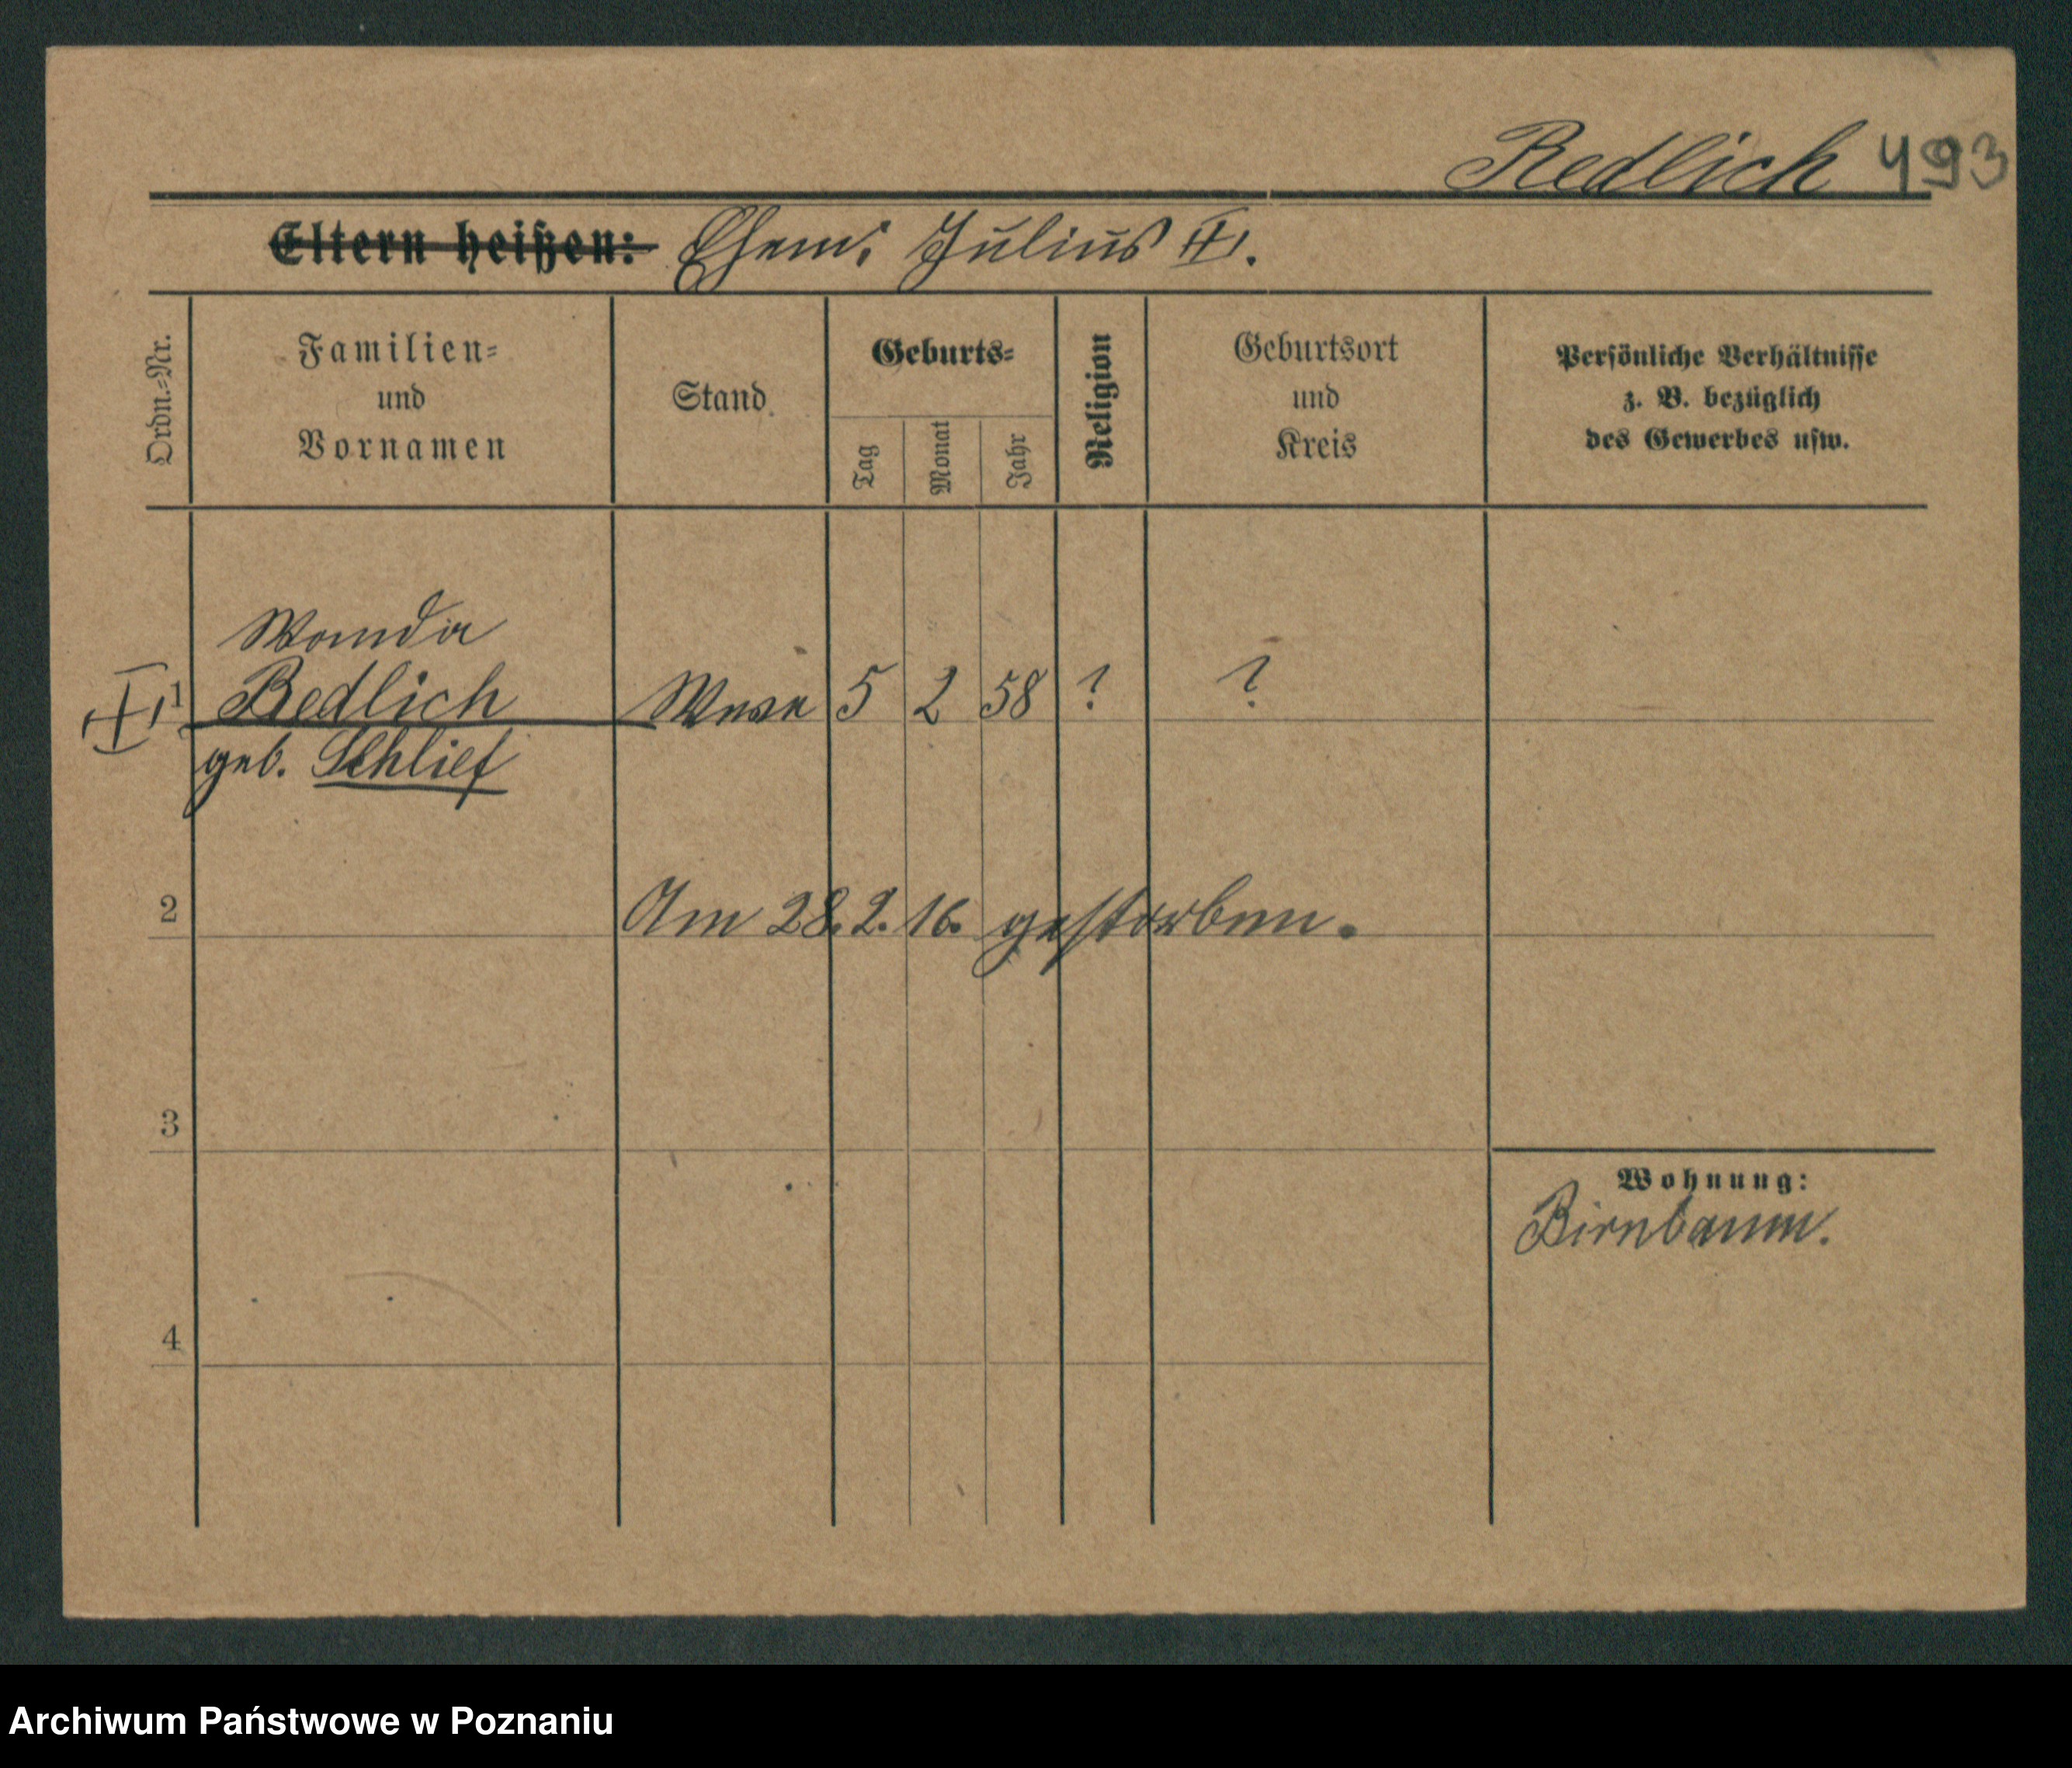 Redlich 493
Eltern heißen: Ehem: Julius †.
Ordn.-Nr.
Familien-
und
Vornamen
Stand
Geburts-
Tag
Monat
Jahr
Religion
Geburtsort
und
Kreis
Persönliche Verhältnisse
z. B. bezüglich
des Gewerbes usw.
Wanda
† 1 Redlich Wwe 5 2 58 ? ?
geb. Schlief
2 Am 28.2.16. gestorben.
3
Wohnung:
Birnbaum.
4
Archiwum Państwowe w Poznaniu